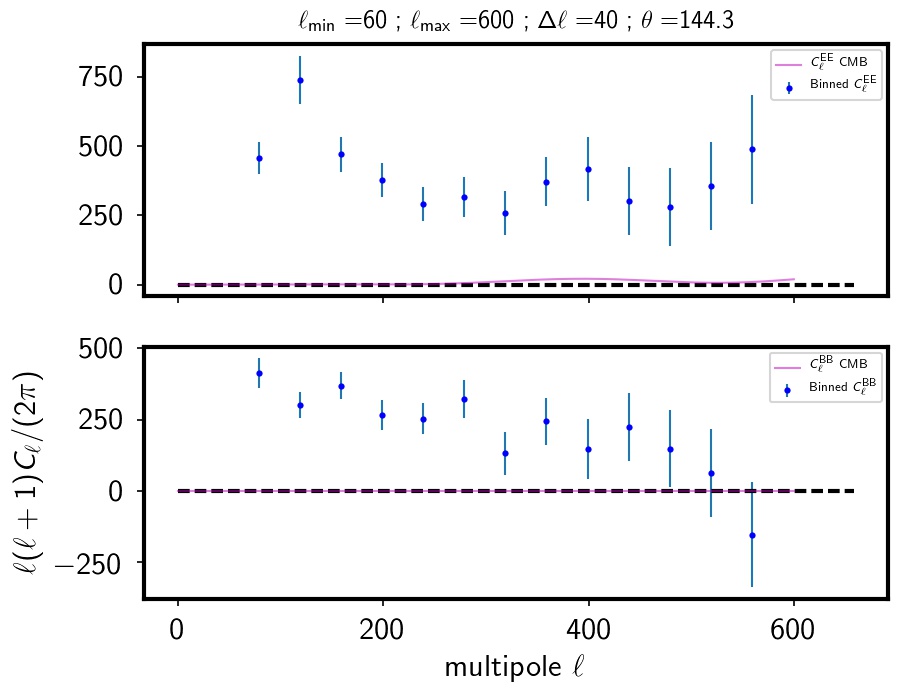 ℓmin =60 ; ℓmax =600 ; Δℓ =40 ; θ =144.3
750
500
250
0
C_ℓ^EE CMB
Binned C_ℓ^EE
500
250
0
−250
C_ℓ^BB CMB
Binned C_ℓ^BB
ℓ(ℓ + 1)C_ℓ/(2π)
0 200 400 600
multipole ℓ